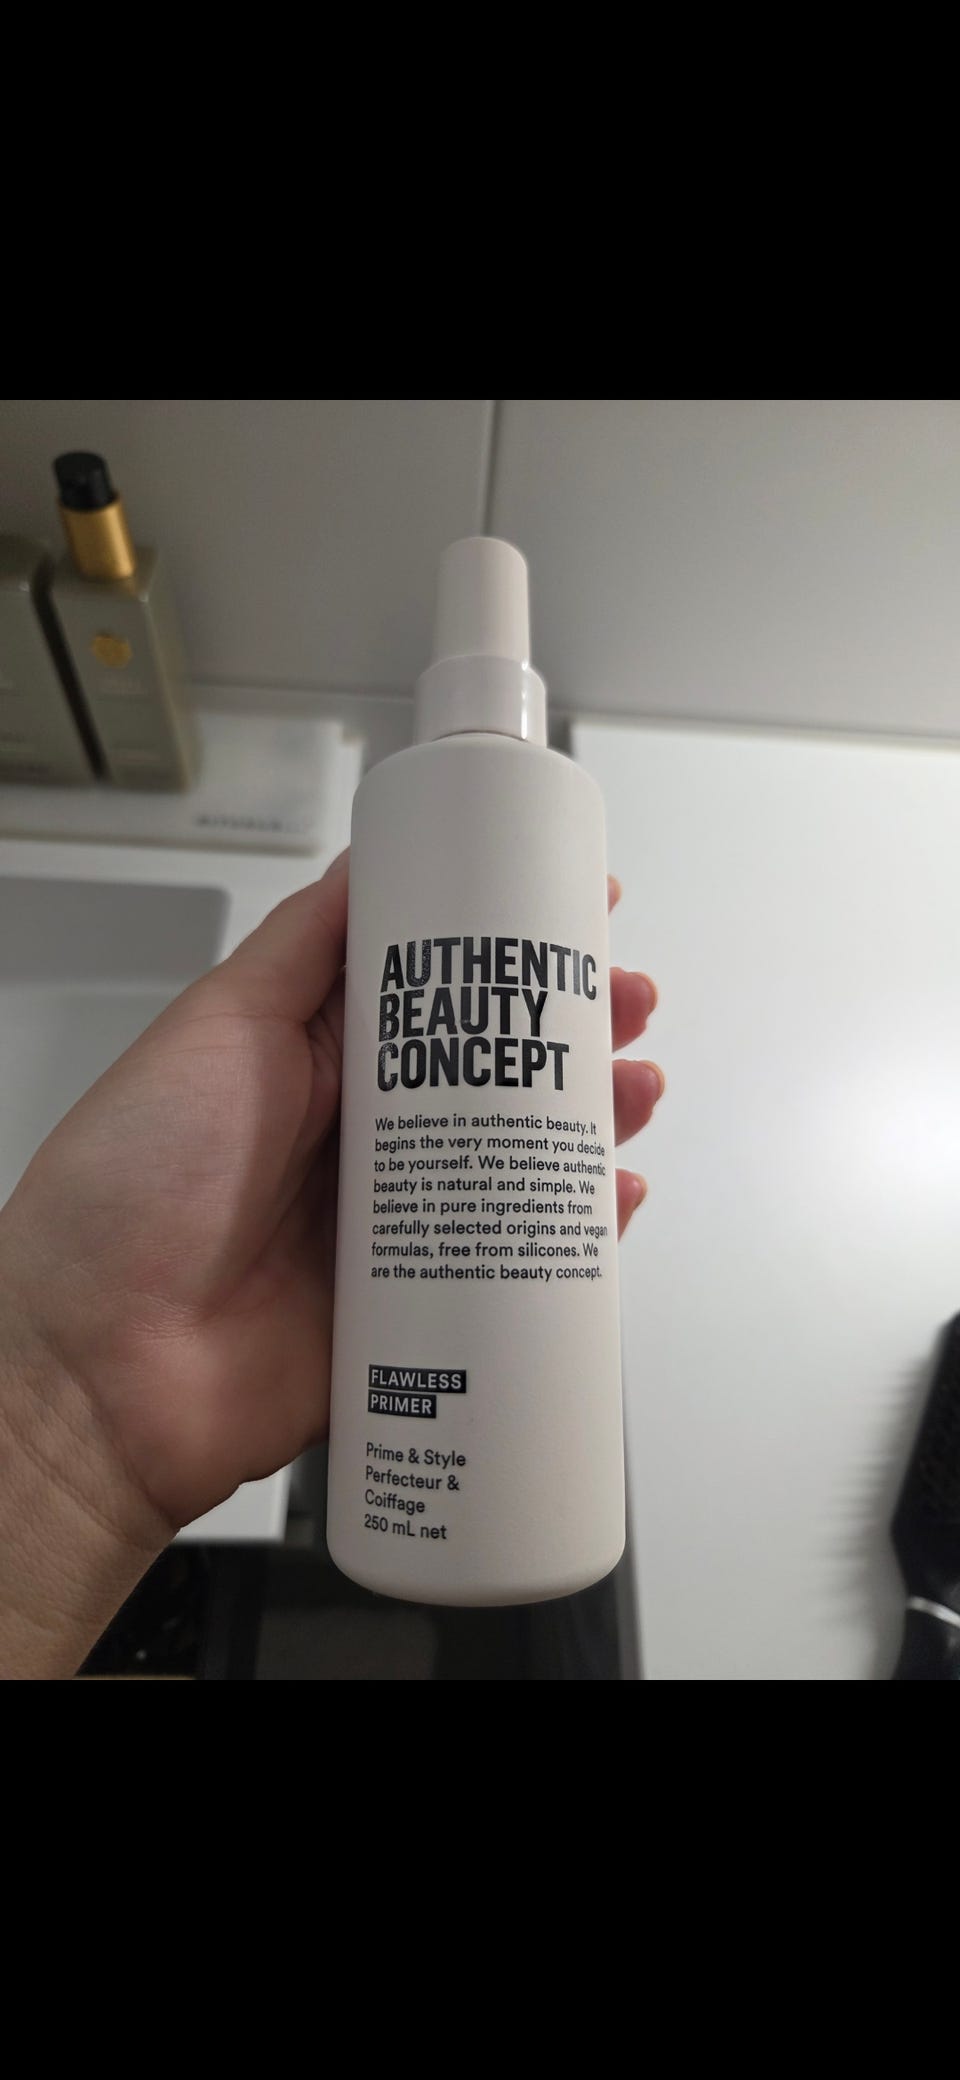 AUTHENTIC
BEAUTY
CONCEPT
We believe in authentic beauty. It
begins the very moment you decide
to be yourself. We believe authentic
beauty is natural and simple. We
believe in pure ingredients from
carefully selected origins and vegan
formulas, free from silicones. We
are the authentic beauty concept.
FLAWLESS
PRIMER
Prime & Style
Perfecteur &
Coiffage
250 mL net